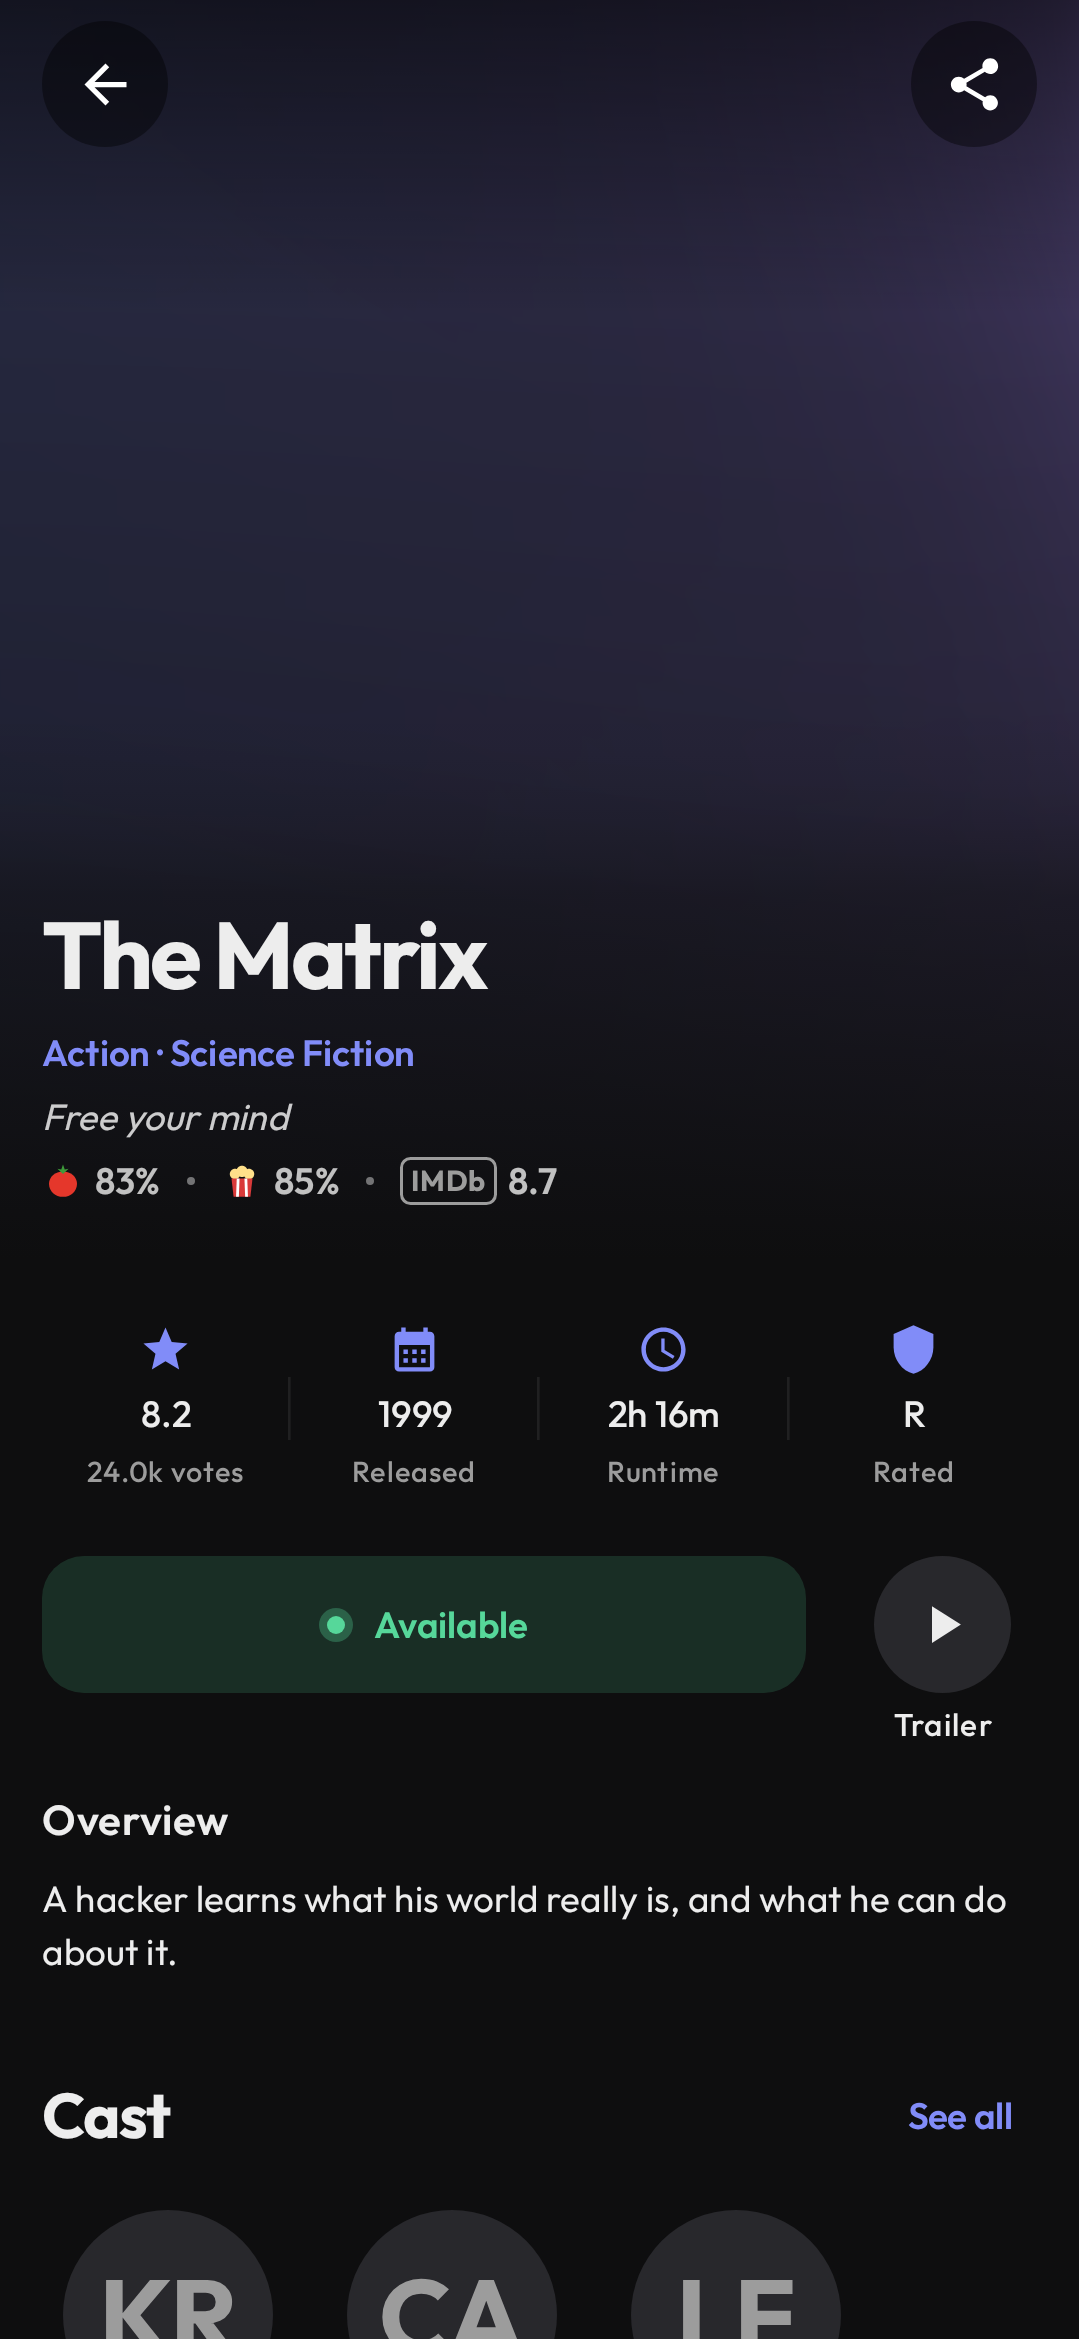 The Matrix
Action · Science Fiction
Free your mind
83% • 85% • IMDb 8.7
8.2 1999 2h 16m R
24.0k votes Released Runtime Rated
Available
Trailer
Overview
A hacker learns what his world really is, and what he can do
about it.
Cast See all
KR CA LF